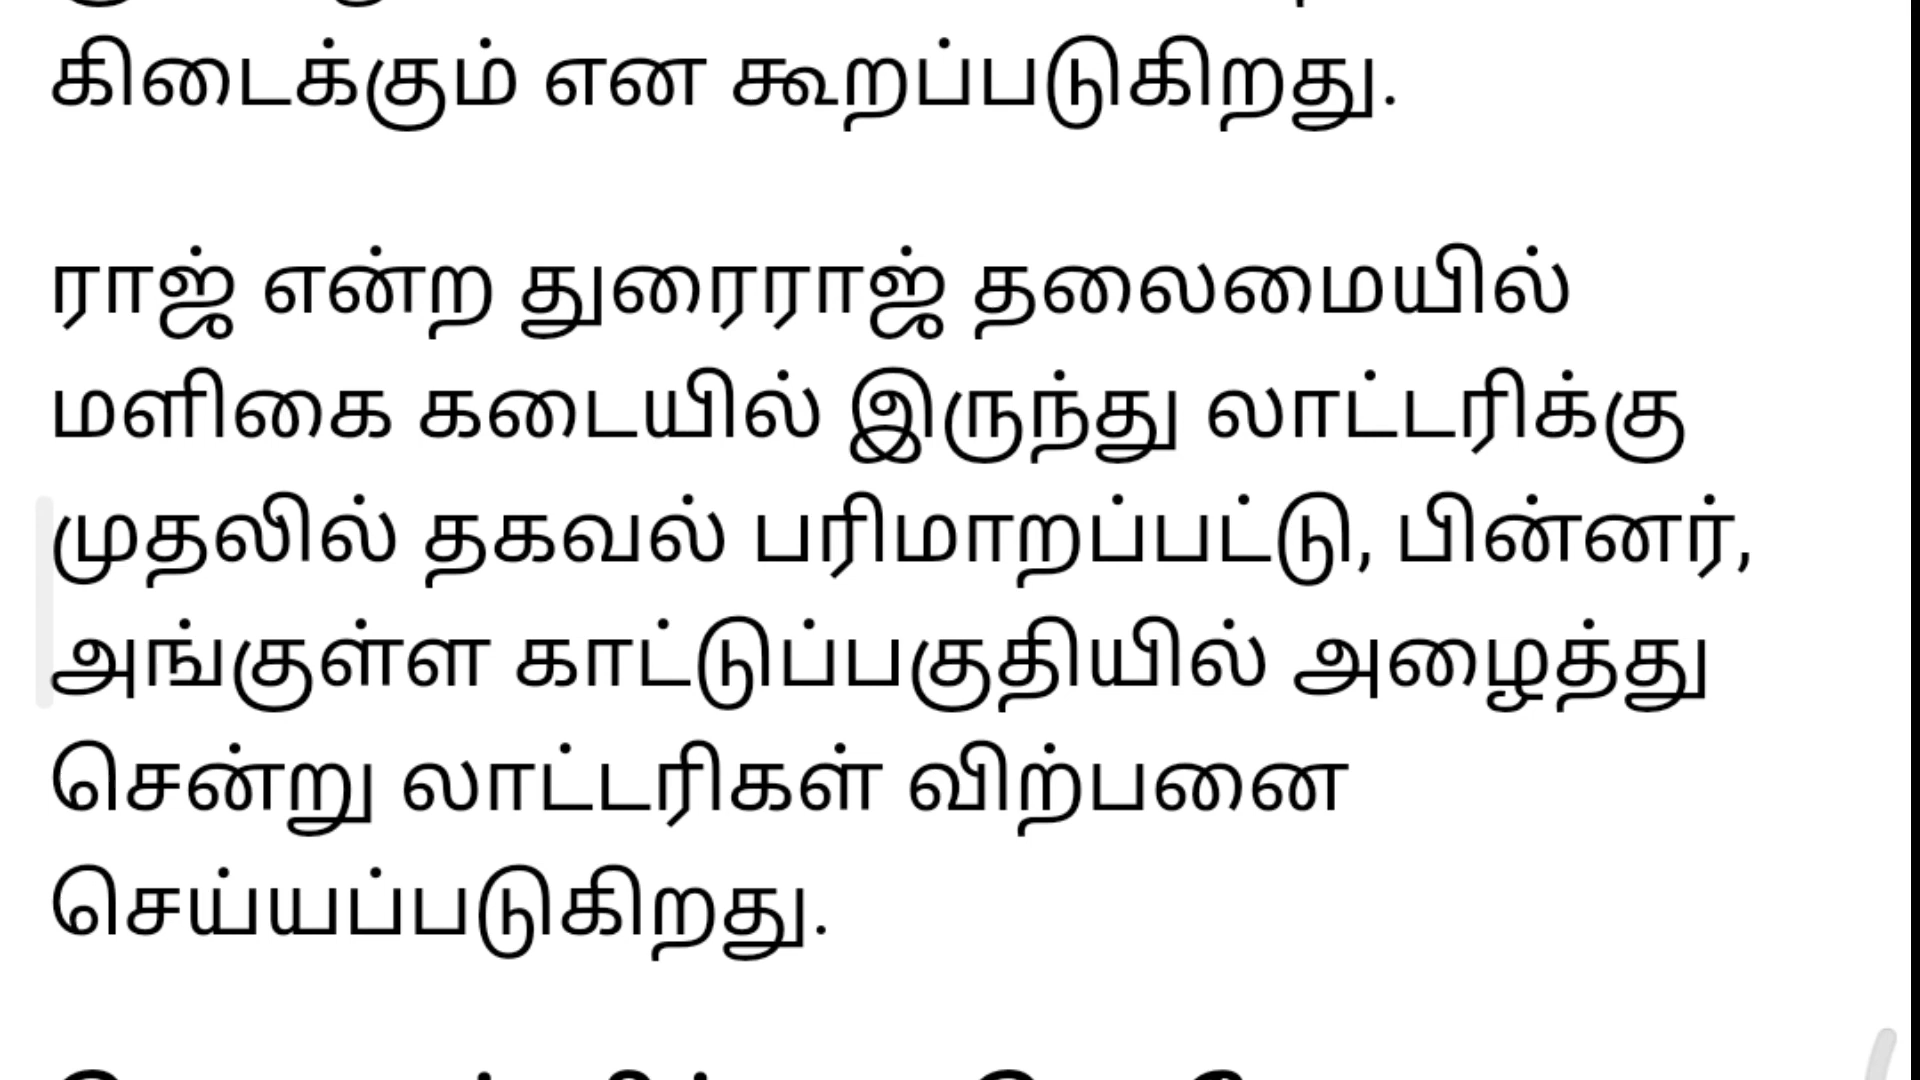 கிடைக்கும் என கூறப்படுகிறது.
ராஜ் என்ற துரைராஜ் தலைமையில்
மளிகை கடையில் இருந்து லாட்டரிக்கு
முதலில் தகவல் பரிமாறப்பட்டு, பின்னர்,
அங்குள்ள காட்டுப்பகுதியில் அழைத்து
சென்று லாட்டரிகள் விற்பனை
செய்யப்படுகிறது.